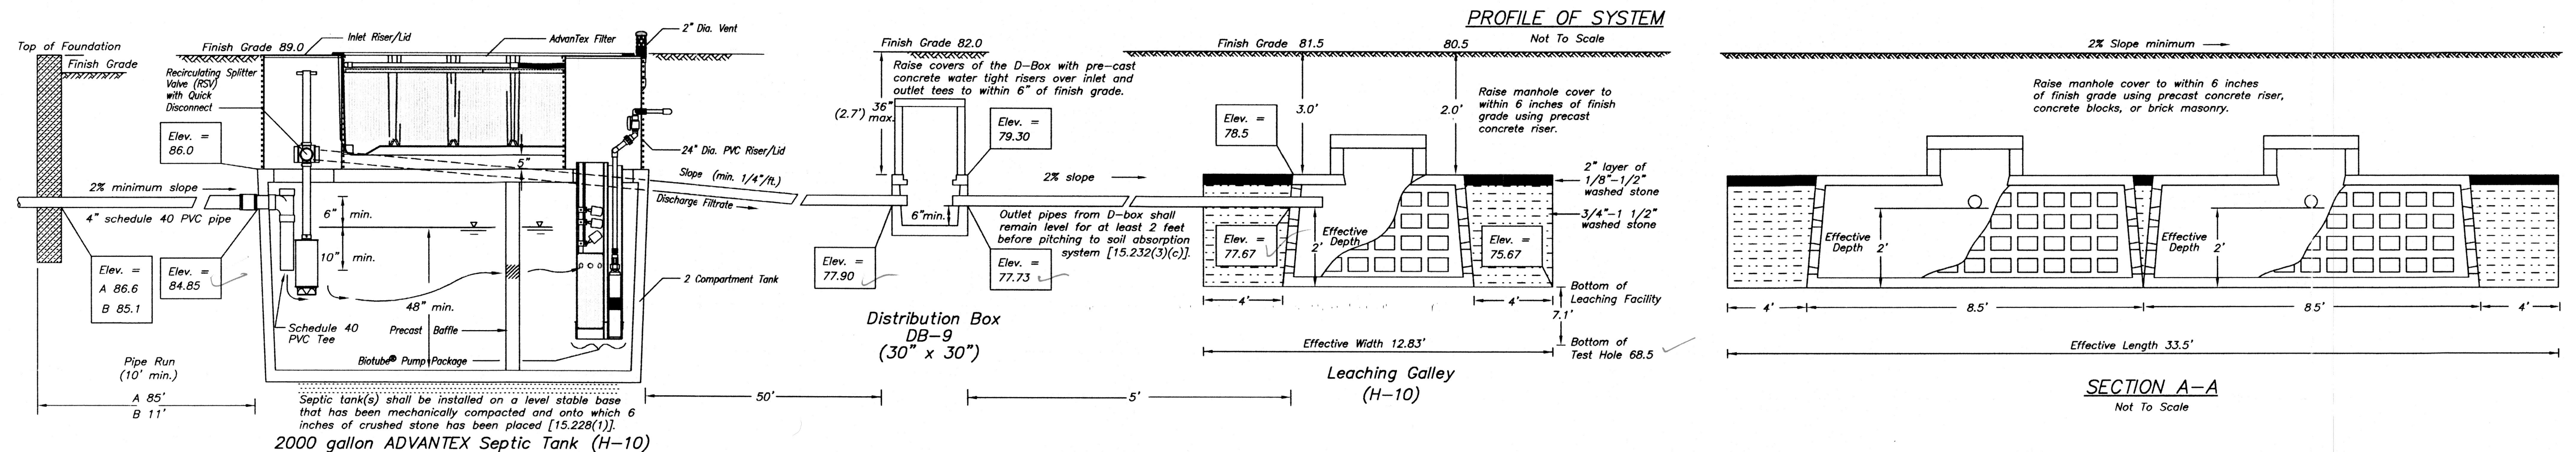 PROFILE OF SYSTEM
Not To Scale
Top of Foundation
Finish Grade
Finish Grade 89.0
Inlet Riser/Lid
AdvanTex Filter
2" Dia. Vent
Recirculating Splitter
Valve (RSV)
with Quick
Disconnect
Elev. =
86.0
2% minimum slope
4" schedule 40 PVC pipe
Elev. =
A 86.6
B 85.1
Elev. =
84.85
6" min.
10" min.
48" min.
5"
24" Dia. PVC Riser/Lid
Slope (min. 1/4"/ft.)
Discharge Filtrate
2 Compartment Tank
Schedule 40
PVC Tee
Precast Baffle
Biotube® Pump Package
Pipe Run
(10' min.)
A 85'
B 11'
Septic tank(s) shall be installed on a level stable base
that has been mechanically compacted and onto which 6
inches of crushed stone has been placed [15.228(1)].
2000 gallon ADVANTEX Septic Tank (H-10)
50'
Finish Grade 82.0
Raise covers of the D-Box with pre-cast
concrete water tight risers over inlet and
outlet tees to within 6" of finish grade.
36"
(2.7') max.
Elev. =
79.30
2% slope
6"min.
Outlet pipes from D-box shall
remain level for at least 2 feet
before pitching to soil absorption
system [15.232(3)(c)].
Elev. =
77.90
Elev. =
77.73
Distribution Box
DB-9
(30" x 30")
5'
Finish Grade 81.5
80.5
3.0'
2.0'
Elev. =
78.5
Raise manhole cover to
within 6 inches of finish
grade using precast
concrete riser.
2" layer of
1/8"-1/2"
washed stone
3/4"-1 1/2"
washed stone
Elev. =
77.67
Effective
Depth
2'
Elev. =
75.67
4'
4'
Bottom of
Leaching Facility
7.1'
Bottom of
Test Hole 68.5
Effective Width 12.83'
Leaching Galley
(H-10)
2% Slope minimum
Raise manhole cover to within 6 inches
of finish grade using precast concrete riser,
concrete blocks, or brick masonry.
Effective
Depth
2'
Effective
Depth
2'
4'
8.5'
8.5'
4'
Effective Length 33.5'
SECTION A-A
Not To Scale